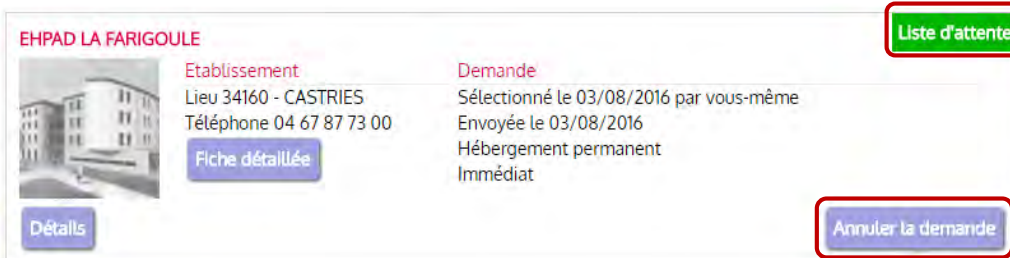 Liste d'attente
EHPAD LA FARIGOULE
Etablissement
Lieu 34160 - CASTRIES
Téléphone 04 67 87 73 00
Fiche détaillée
Demande
Sélectionné le 03/08/2016 par vous-même
Envoyée le 03/08/2016
Hébergement permanent
Immédiat
Détails
Annuler la demande